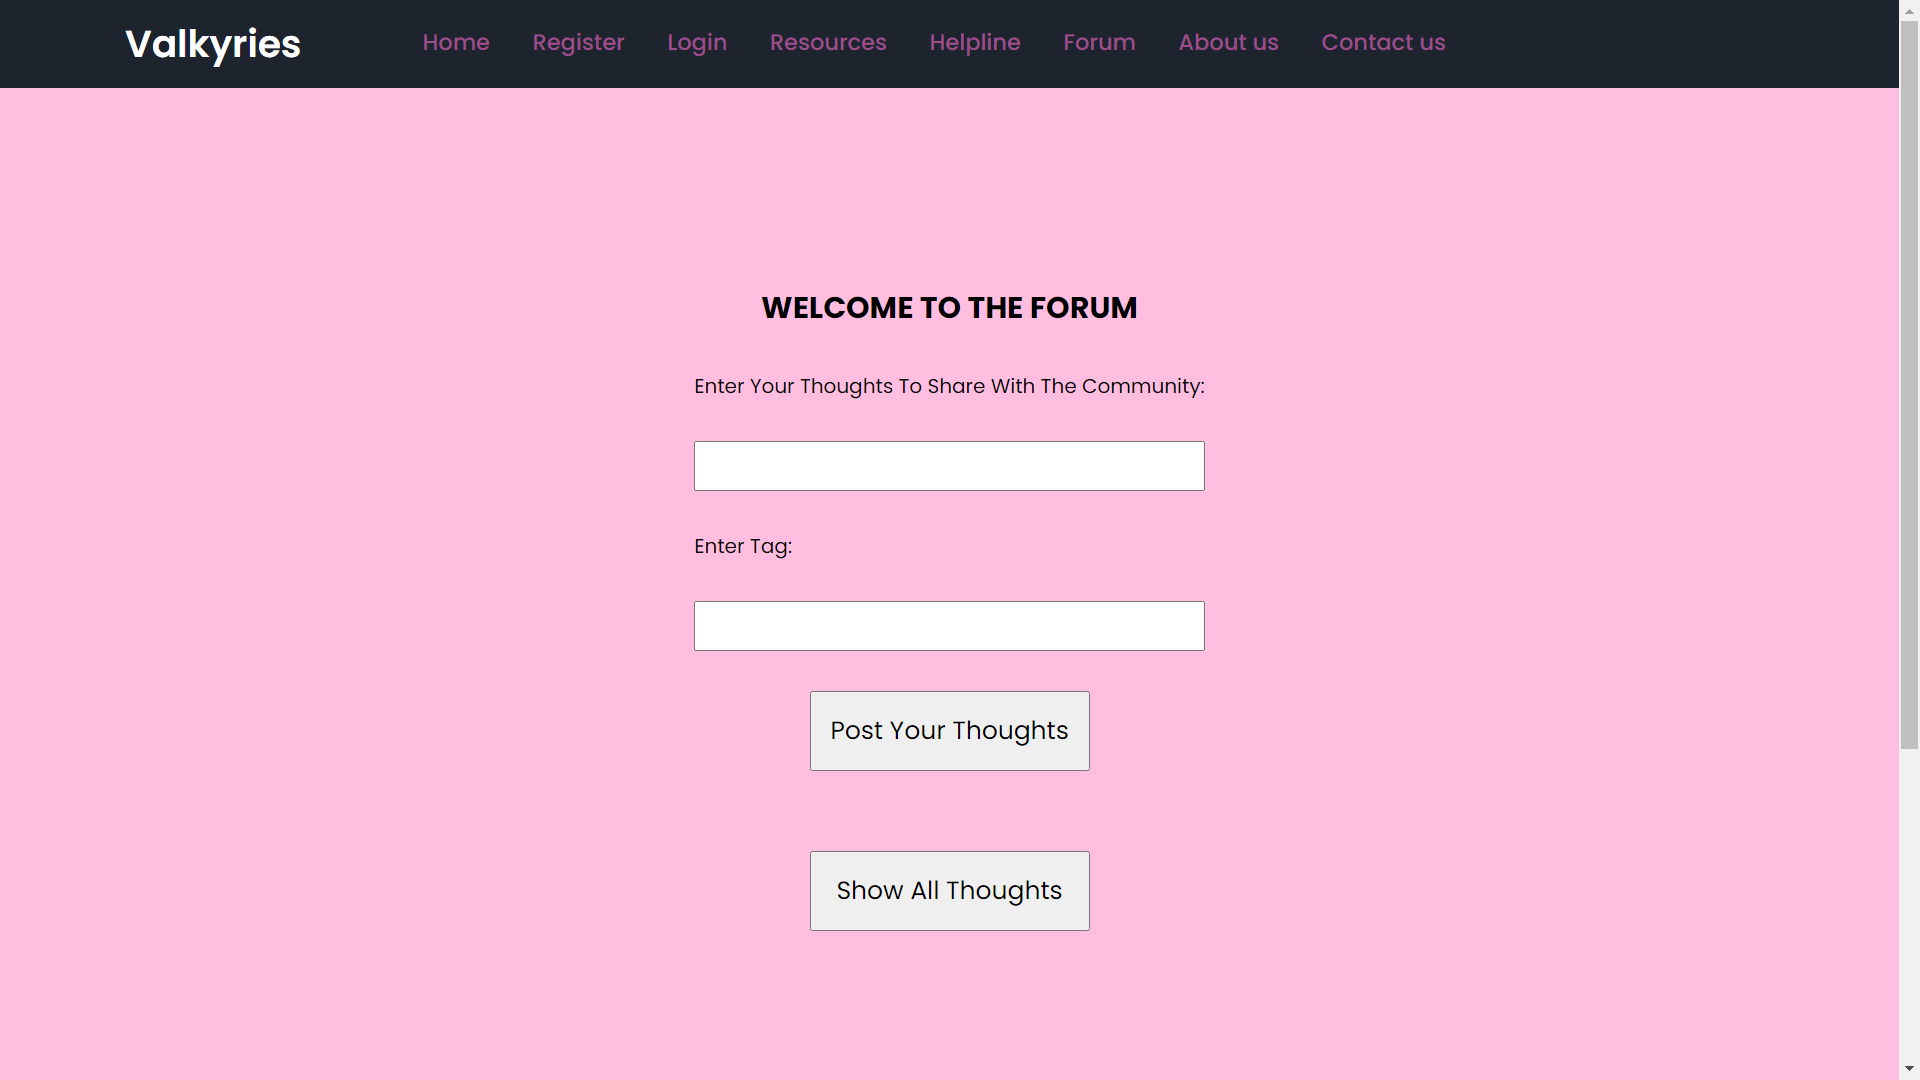 Valkyries
Home Register Login Resources Helpline Forum About us Contact us
WELCOME TO THE FORUM
Enter Your Thoughts To Share With The Community:
Enter Tag:
Post Your Thoughts
Show All Thoughts